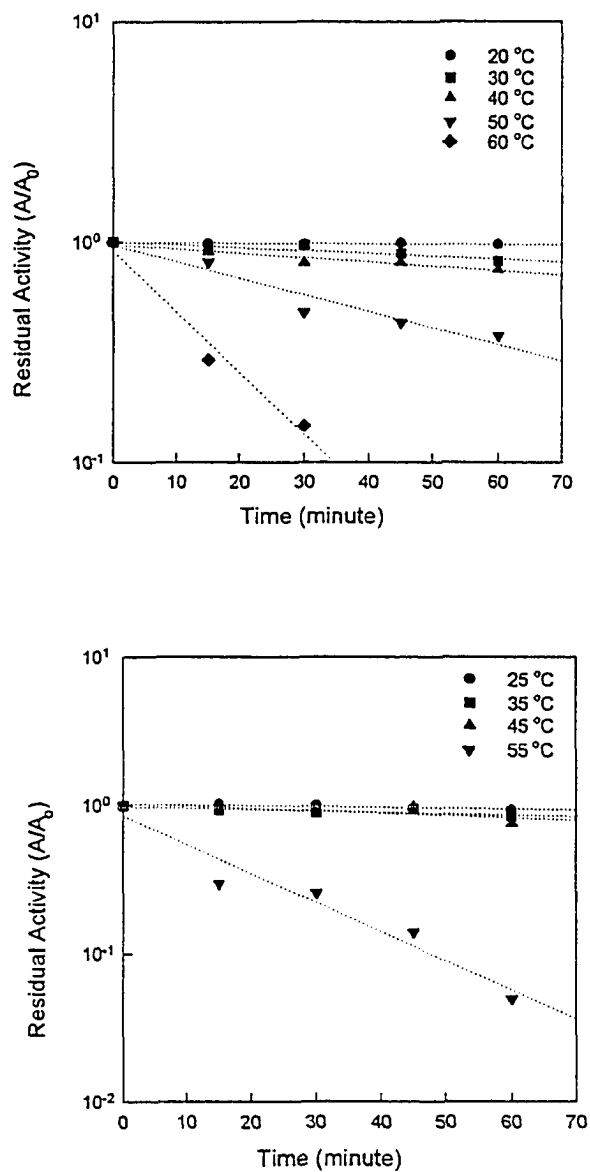 10¹
20 °C
30 °C
40 °C
50 °C
60 °C
10⁰
10⁻¹
Residual Activity (A/A₀)
0 10 20 30 40 50 60 70
Time (minute)
10¹
25 °C
35 °C
45 °C
55 °C
10⁰
10⁻¹
10⁻²
Residual Activity (A/A₀)
0 10 20 30 40 50 60 70
Time (minute)